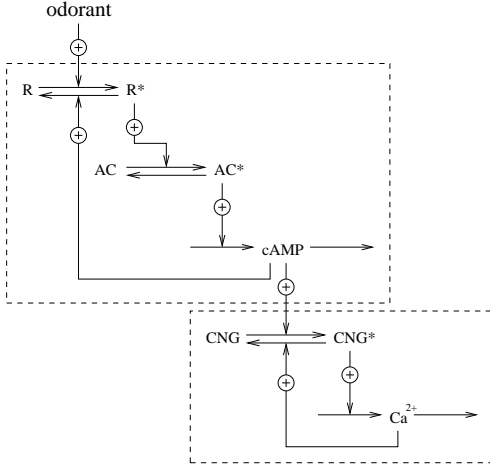 odorant
+
R R*
+ +
AC AC*
+
cAMP
+
CNG CNG*
+ +
Ca2+